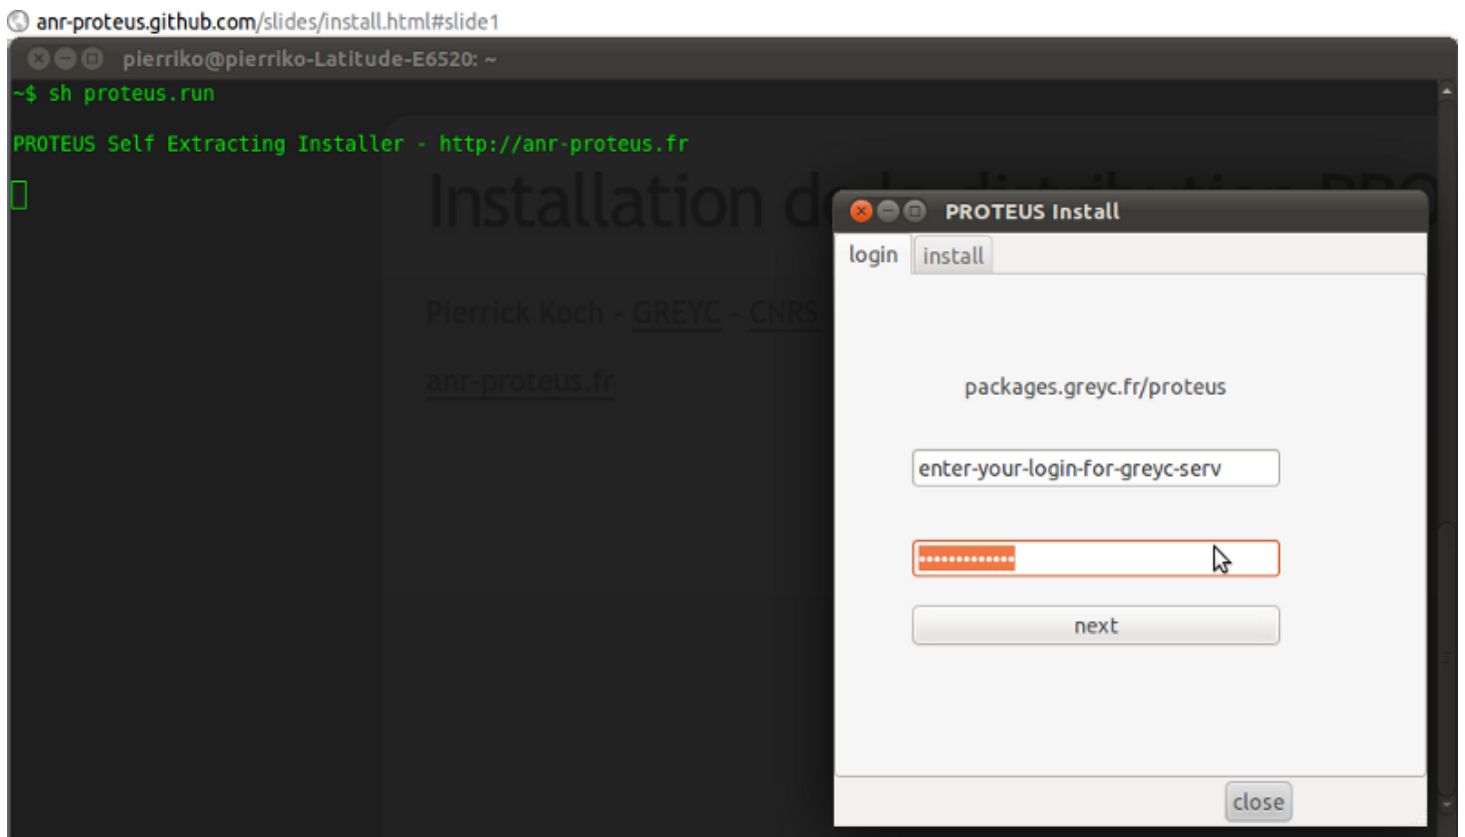 anr-proteus.github.com/slides/install.html#slide1
pierriko@pierriko-Latitude-E6520: ~
~$ sh proteus.run
PROTEUS Self Extracting Installer - http://anr-proteus.fr
Installation d
Pierrick Koch - GREYC - CNRS
anr-proteus.fr
PROTEUS Install
login install
packages.greyc.fr/proteus
enter-your-login-for-greyc-serv
next
close